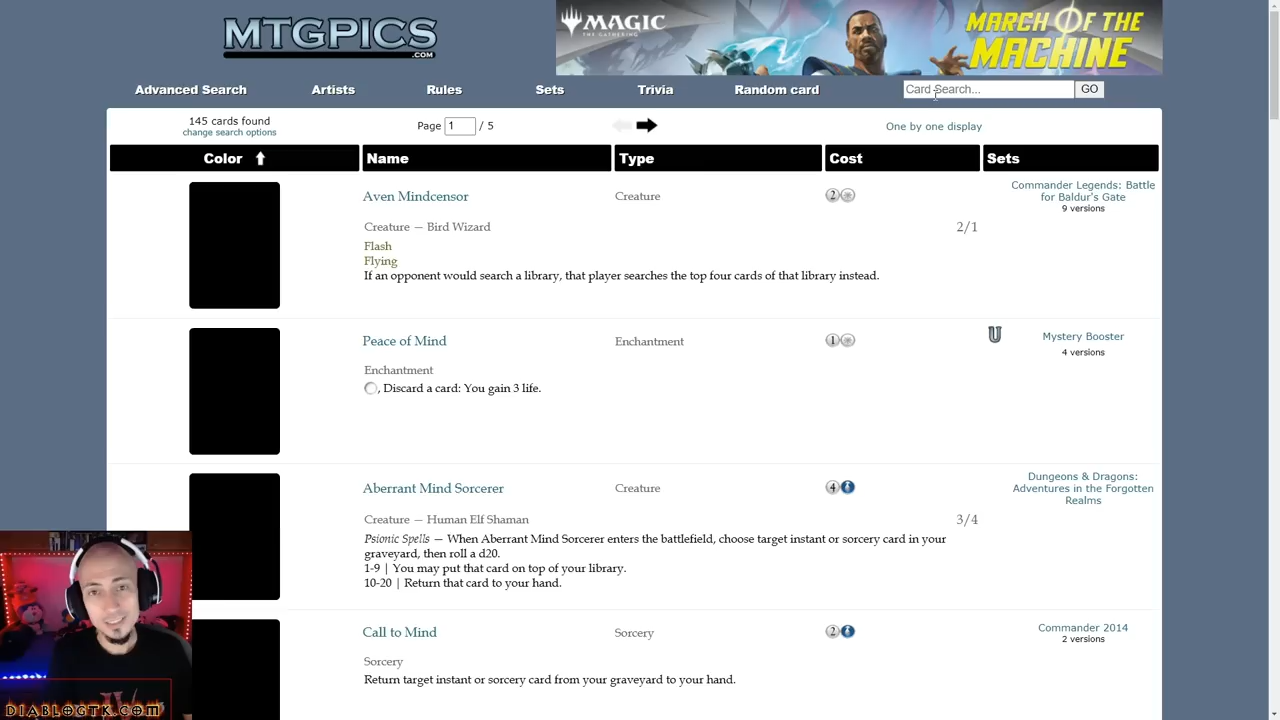 MTGPICS
.COM
MAGIC
THE GATHERING
MARCH OF THE
MACHINE
Advanced Search
Artists
Rules
Sets
Trivia
Random card
Card Search...
GO
145 cards found
change search options
Page 1 / 5
One by one display
Color
Name
Type
Cost
Sets
Aven Mindcensor
Creature
2
Commander Legends: Battle
for Baldur's Gate
9 versions
Creature — Bird Wizard
2/1
Flash
Flying
If an opponent would search a library, that player searches the top four cards of that library instead.
Peace of Mind
Enchantment
1
U
Mystery Booster
4 versions
Enchantment
, Discard a card: You gain 3 life.
Aberrant Mind Sorcerer
Creature
4
Dungeons & Dragons:
Adventures in the Forgotten
Realms
Creature — Human Elf Shaman
3/4
Psionic Spells — When Aberrant Mind Sorcerer enters the battlefield, choose target instant or sorcery card in your
graveyard, then roll a d20.
1-9 | You may put that card on top of your library.
10-20 | Return that card to your hand.
Call to Mind
Sorcery
2
Commander 2014
2 versions
Sorcery
Return target instant or sorcery card from your graveyard to your hand.
DIABLOGTK.COM